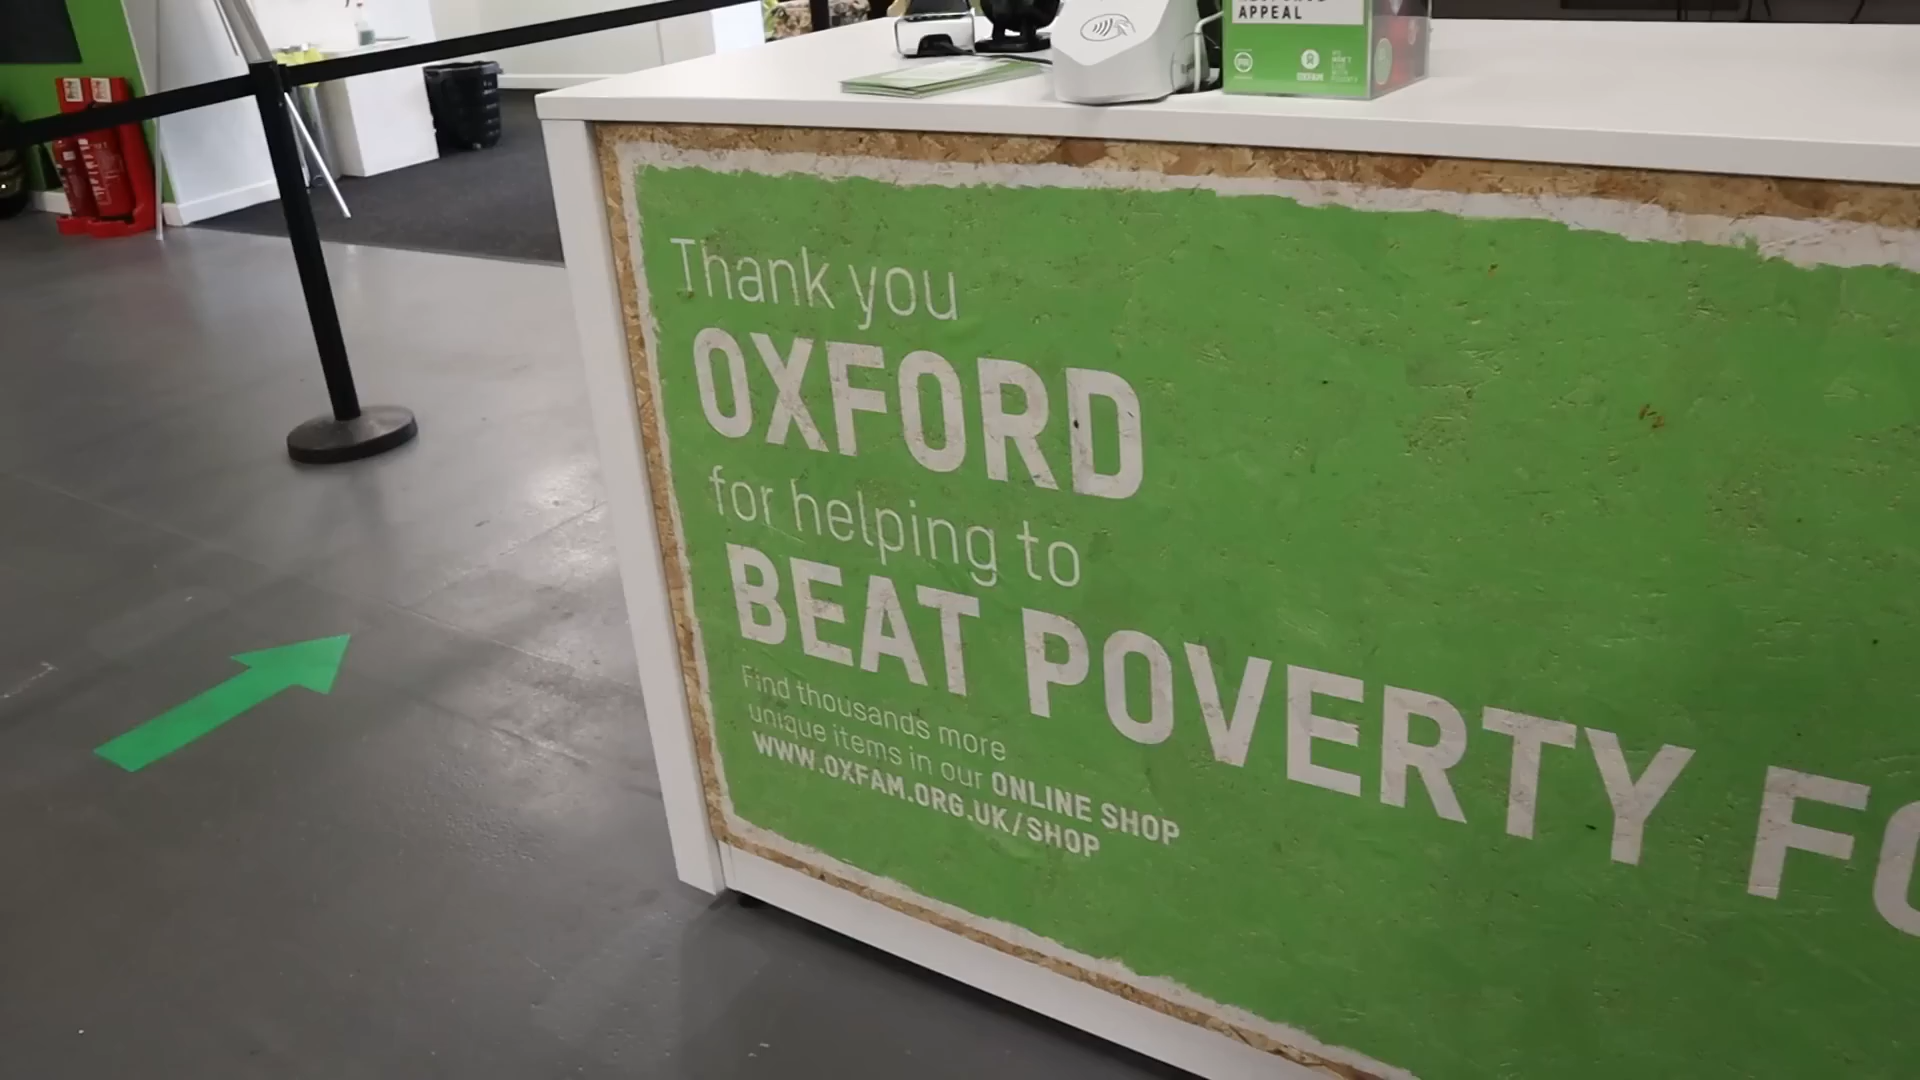 APPEAL
OXFAM
Thank you
OXFORD
for helping to
BEAT POVERTY FO
Find thousands more
unique items in our ONLINE SHOP
WWW.OXFAM.ORG.UK/SHOP